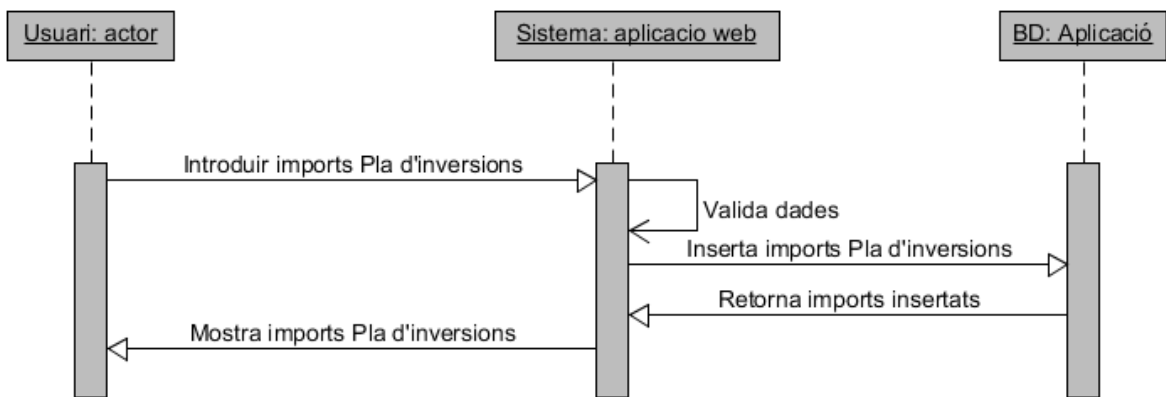 Usuari: actor
Sistema: aplicacio web
BD: Aplicació
Introduir imports Pla d'inversions
Valida dades
Inserta imports Pla d'inversions
Retorna imports insertats
Mostra imports Pla d'inversions